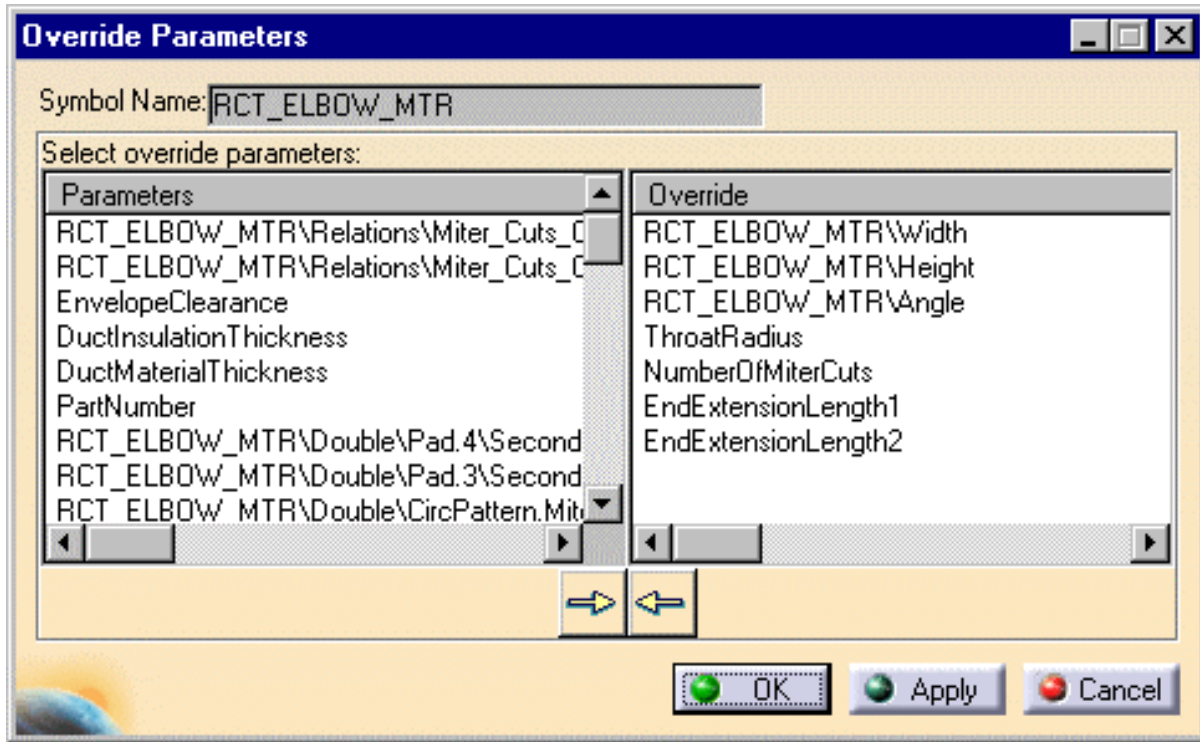 Override Parameters
Symbol Name: RCT_ELBOW_MTR
Select override parameters:
Parameters
RCT_ELBOW_MTR\Relations\Miter_Cuts_
RCT_ELBOW_MTR\Relations\Miter_Cuts_
EnvelopeClearance
DuctInsulationThickness
DuctMaterialThickness
PartNumber
RCT_ELBOW_MTR\Double\Pad.4\Second
RCT_ELBOW_MTR\Double\Pad.3\Second
RCT_ELBOW_MTR\Double\CircPattern.Mit
Override
RCT_ELBOW_MTR\Width
RCT_ELBOW_MTR\Height
RCT_ELBOW_MTR\Angle
ThroatRadius
NumberOfMiterCuts
EndExtensionLength1
EndExtensionLength2
OK
Apply
Cancel